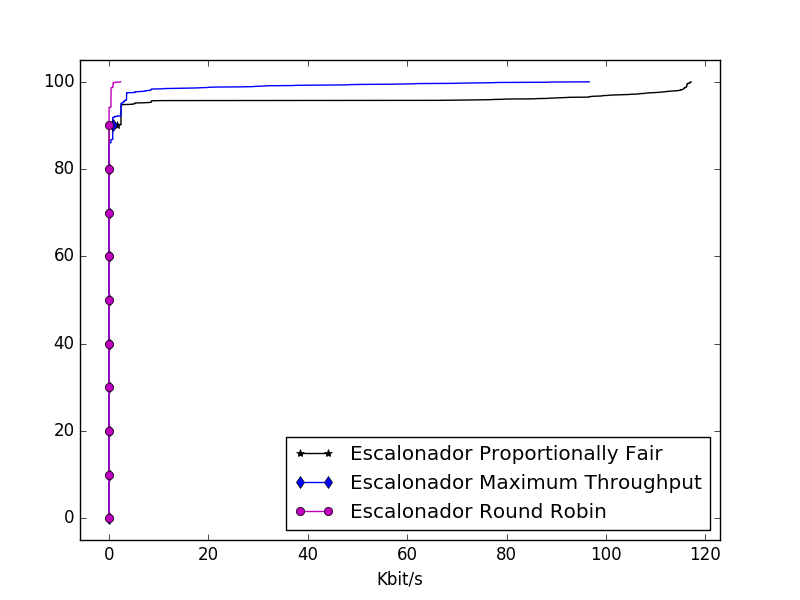 100
80
60
40
20
0
Escalonador Proportionally Fair
Escalonador Maximum Throughput
Escalonador Round Robin
0 20 40 60 80 100 120
Kbit/s